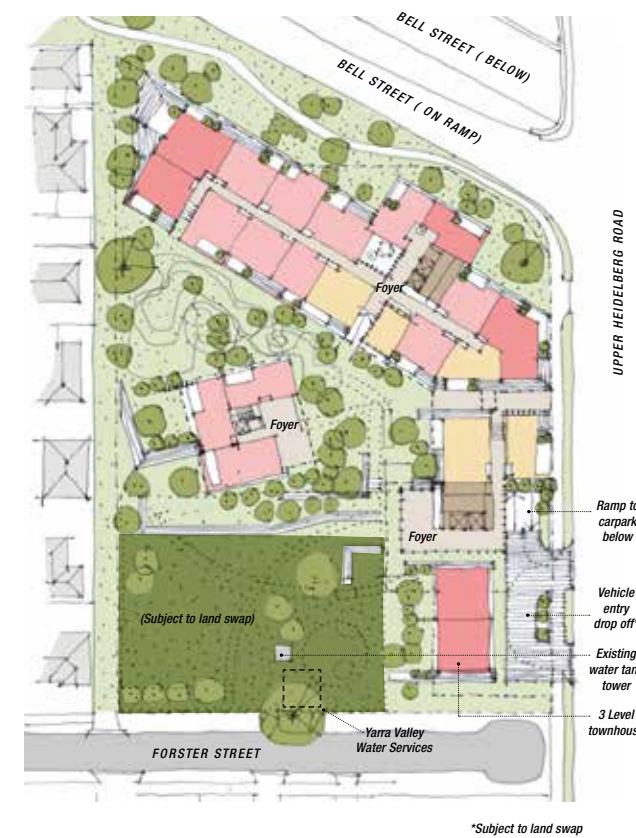 BELL STREET ( BELOW)
BELL STREET ( ON RAMP)
UPPER HEIDELBERG ROAD
Foyer
Foyer
Foyer
Ramp to
carpark
below
Vehicle
entry
drop off
(Subject to land swap)
Existing
water tan
tower
3 Level
townhous
Yarra Valley
Water Services
FORSTER STREET
*Subject to land swap